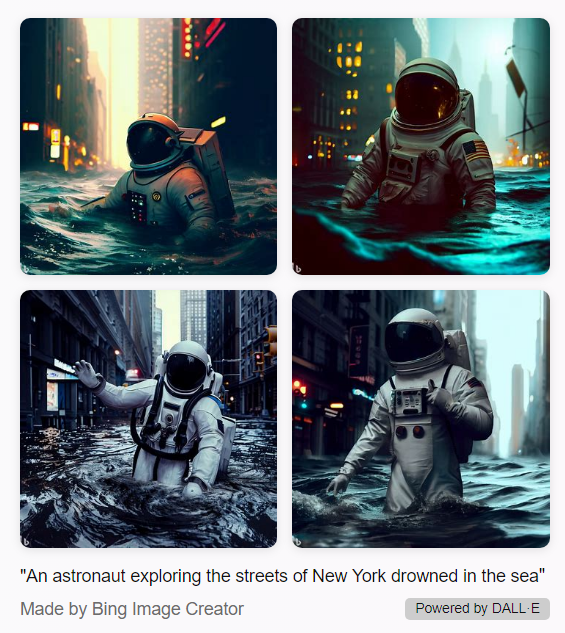 "An astronaut exploring the streets of New York drowned in the sea"
Made by Bing Image Creator
Powered by DALL·E